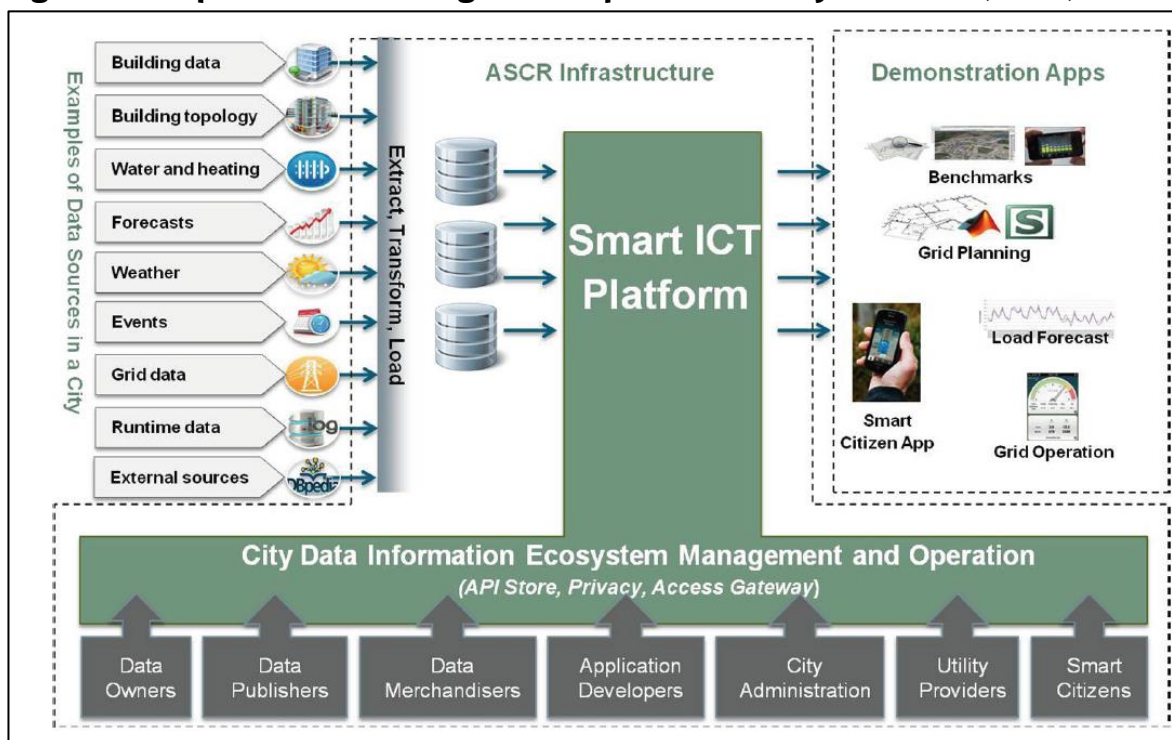 Examples of Data Sources in a City
Building data
Building topology
Water and heating
Forecasts
Weather
Events
Grid data
Runtime data
.log
External sources
DBpedia
Extract, Transform, Load
ASCR Infrastructure
Smart ICT
Platform
Demonstration Apps
Benchmarks
Grid Planning
S
Load Forecast
Smart
Citizen App
Grid Operation
City Data Information Ecosystem Management and Operation
(API Store, Privacy, Access Gateway)
Data
Owners
Data
Publishers
Data
Merchandisers
Application
Developers
City
Administration
Utility
Providers
Smart
Citizens